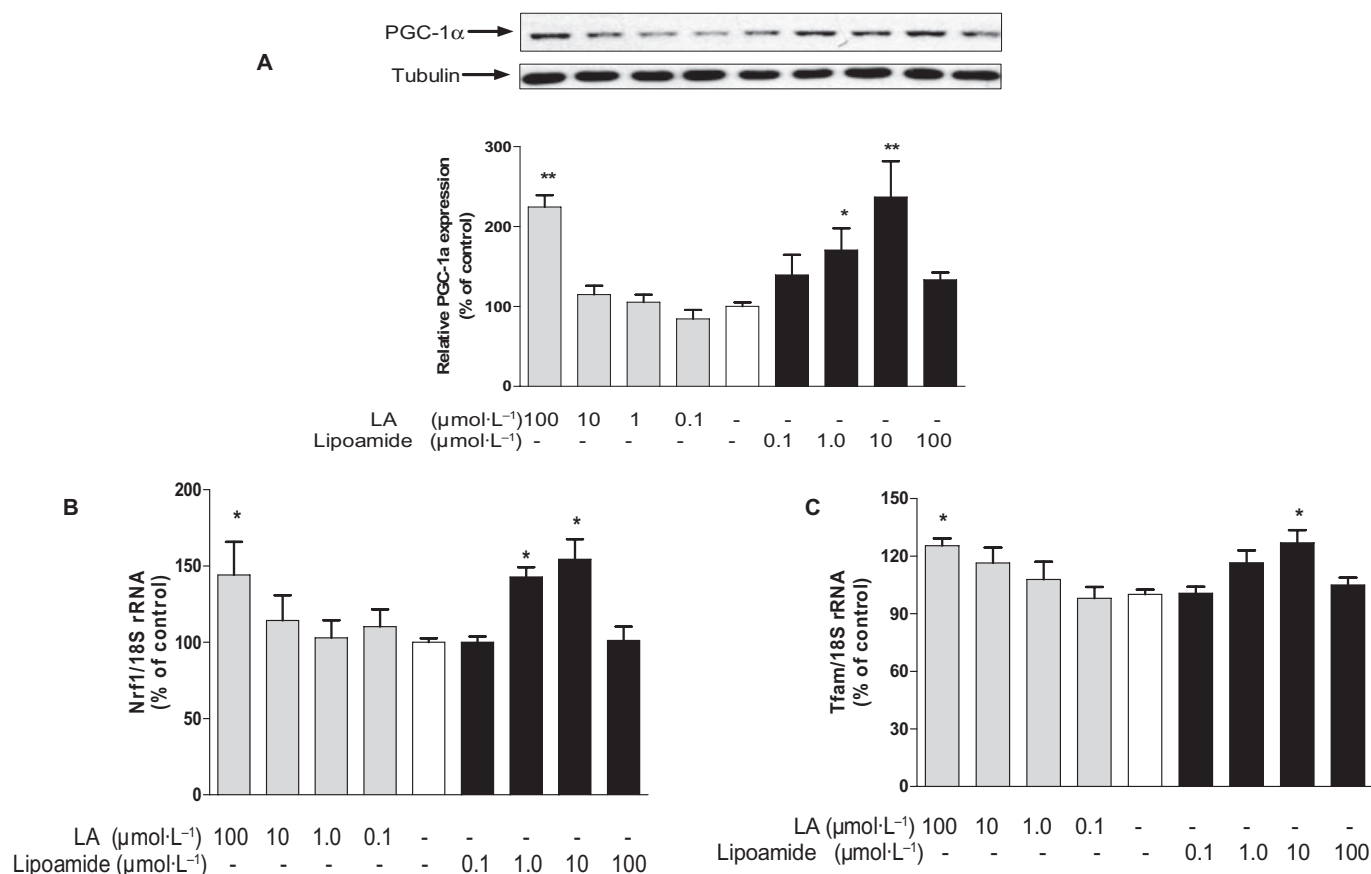 PGC-1α
A
Tubulin
300
200
100
0
Relative PGC-1a expression
(% of control)
** * **
LA (µmol·L⁻¹) 100 10 1 0.1 - - - - -
Lipoamide (µmol·L⁻¹) - - - - - 0.1 1.0 10 100
B
200
150
100
50
0
Nrf1/18S rRNA
(% of control)
* * *
LA (µmol·L⁻¹) 100 10 1.0 0.1 - - - - -
Lipoamide (µmol·L⁻¹) - - - - - 0.1 1.0 10 100
C
150
120
90
60
30
0
Tfam/18S rRNA
(% of control)
* *
LA (µmol·L⁻¹) 100 10 1.0 0.1 - - - - -
Lipoamide (µmol·L⁻¹) - - - - - 0.1 1.0 10 100